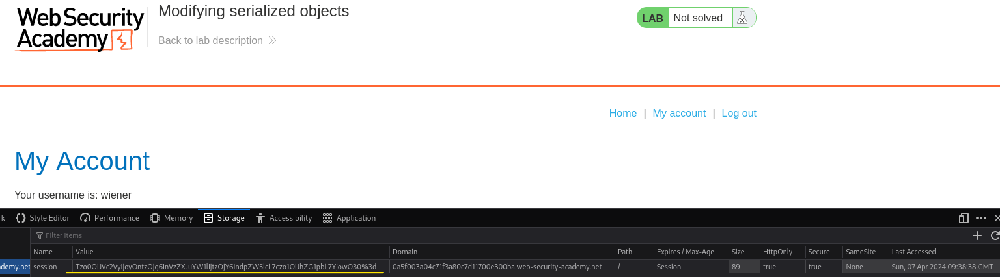 Web Security
Academy
Modifying serialized objects
Back to lab description
LAB Not solved
Home | My account | Log out
My Account
Your username is: wiener
rk Style Editor Performance Memory Storage Accessibility Application
Filter Items
Name Value Domain Path Expires / Max-Age Size HttpOnly Secure SameSite Last Accessed
ademy.net session Tzo0OiJVc2VyIjoyOntzOjg6InVzZXJuYW1lIjtzOjY6IndpZW5lciI7czo1OiJhZG1pbiI7YjowO30%3d 0a5f003a04c71f3a80c7d11700e300ba.web-security-academy.net / Session 89 true true None Sun, 07 Apr 2024 09:38:38 GMT